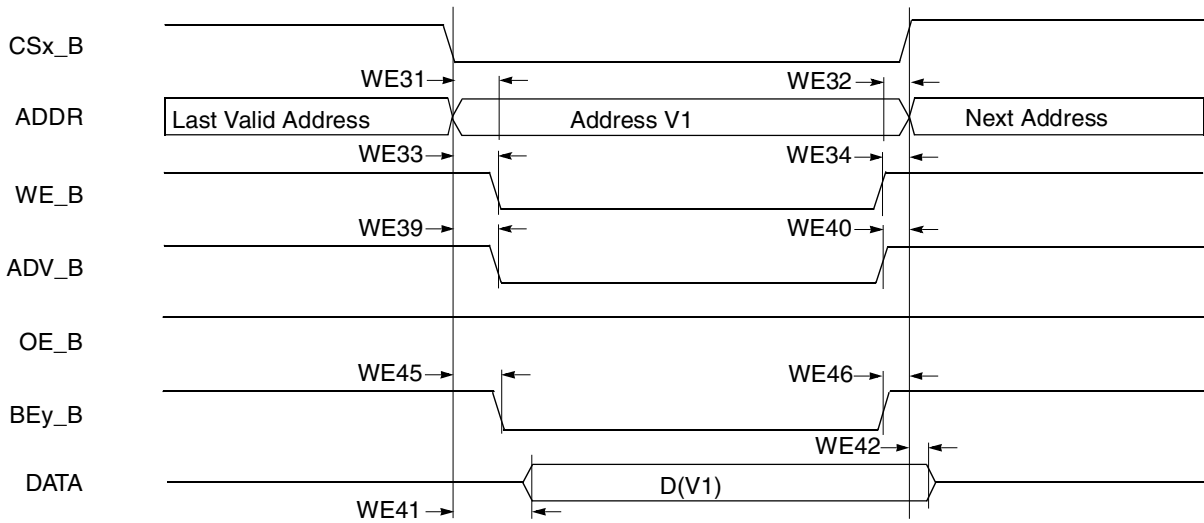 CSx_B
WE31
WE32
ADDR
Last Valid Address
Address V1
Next Address
WE33
WE34
WE_B
WE39
WE40
ADV_B
OE_B
WE45
WE46
BEy_B
WE42
DATA
D(V1)
WE41